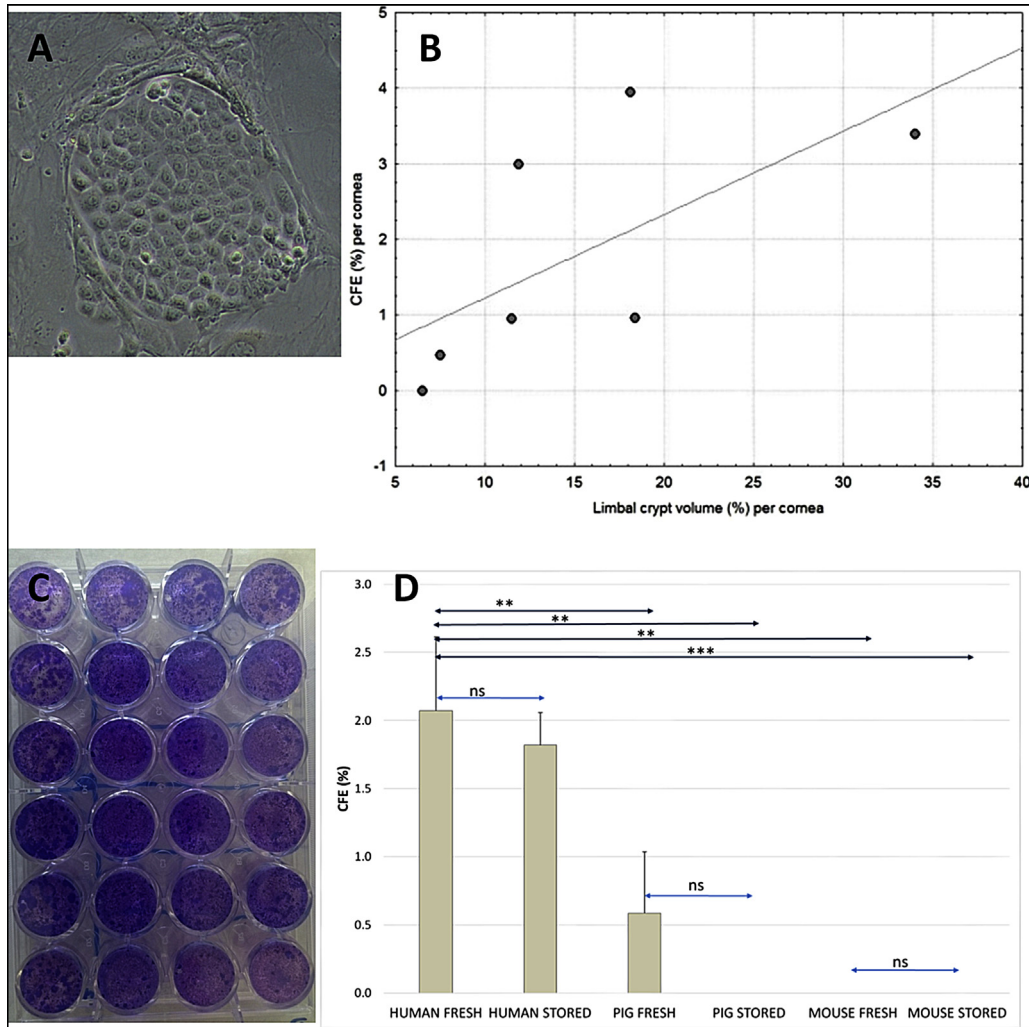 A
B
5
4
3
2
1
0
-1
CFE (%) per cornea
5 10 15 20 25 30 35 40
Limbal crypt volume (%) per cornea
C
D
3.0
2.5
2.0
1.5
1.0
0.5
0.0
CFE (%)
**
**
**
***
ns
ns
ns
HUMAN FRESH HUMAN STORED PIG FRESH PIG STORED MOUSE FRESH MOUSE STORED